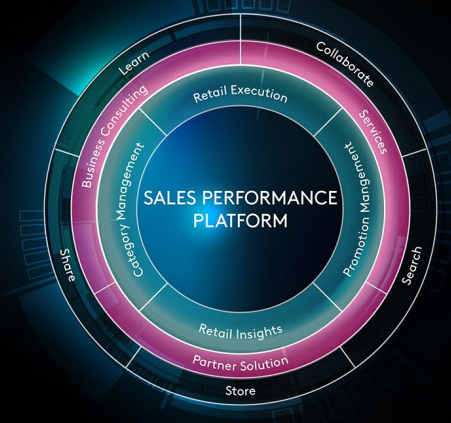 Learn
Collaborate
Business Consulting
Services
Retail Execution
Category Management
Promotion Mangement
SALES PERFORMANCE
PLATFORM
Share
Search
Retail Insights
Partner Solution
Store